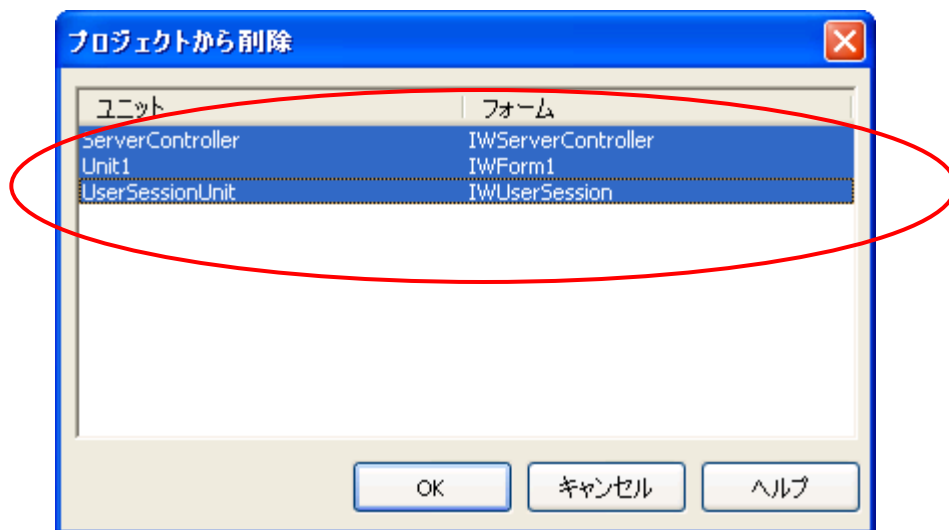 プロジェクトから削除
ユニット フォーム
ServerController IWServerController
Unit1 IWForm1
UserSessionUnit IWUserSession
OK キャンセル ヘルプ